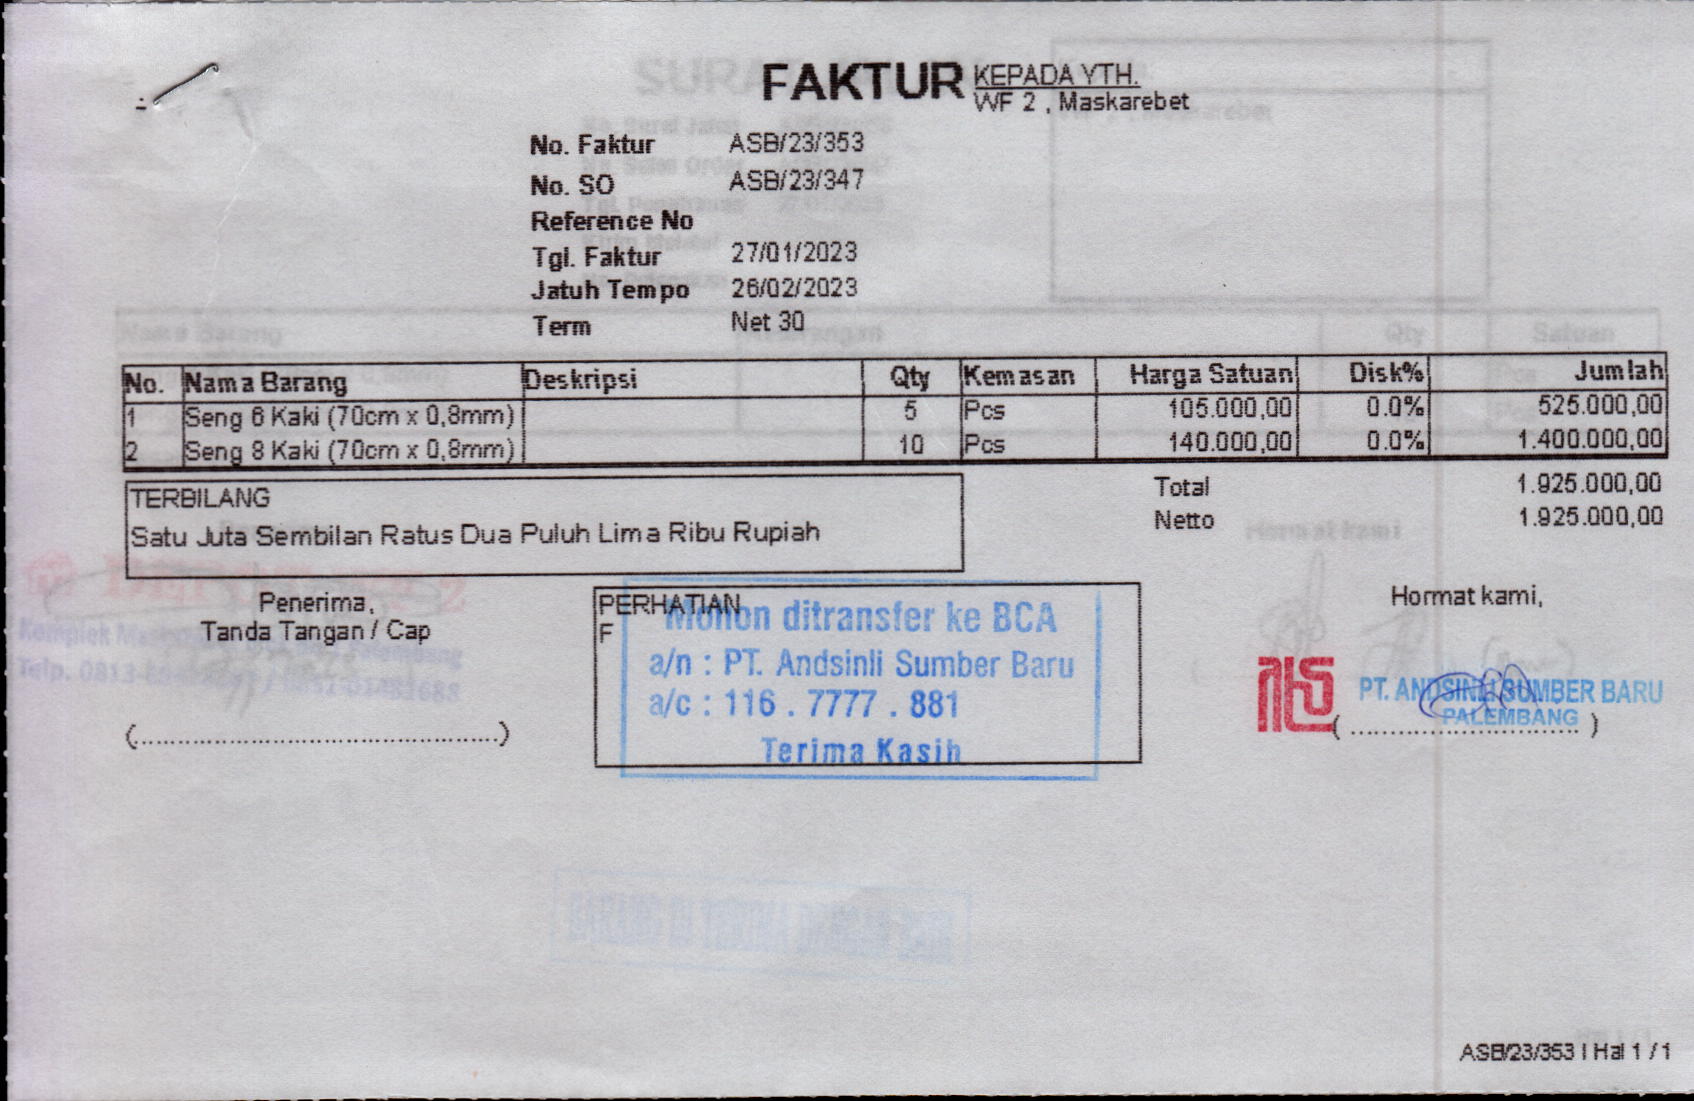 FAKTUR
KEPADA YTH.
WF 2 , Maskarebet
No. Faktur ASB/23/353
No. SO ASB/23/347
Reference No
Tgl. Faktur 27/01/2023
Jatuh Tempo 26/02/2023
Term Net 30
No. Nama Barang Deskripsi Qty Kemasan Harga Satuan Disk% Jumlah
1 Seng 6 Kaki (70cm x 0,8mm) 5 Pcs 105.000,00 0.0% 525.000,00
2 Seng 8 Kaki (70cm x 0,8mm) 10 Pcs 140.000,00 0.0% 1.400.000,00
TERBILANG
Satu Juta Sembilan Ratus Dua Puluh Lima Ribu Rupiah
Total 1.925.000,00
Netto 1.925.000,00
Penerima,
Tanda Tangan / Cap
(.................................................)
PERHATIAN
F
Mohon ditransfer ke BCA
a/n : PT. Andsinli Sumber Baru
a/c : 116 . 7777 . 881
Terima Kasih
Hormat kami,
PT. ANDSINLI SUMBER BARU
PALEMBANG
( ............................... )
ASB/23/353 | Hal 1 / 1